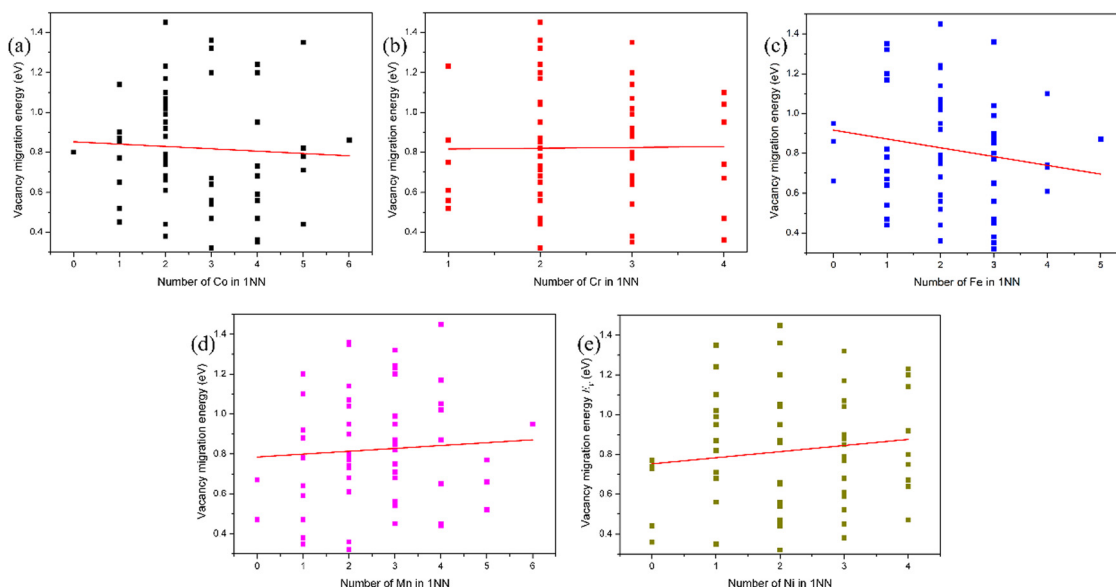 (a)
Vacancy migration energy (eV)
1.4
1.2
1.0
0.8
0.6
0.4
0 1 2 3 4 5 6
Number of Co in 1NN
(b)
Vacancy migration energy (eV)
1.4
1.2
1.0
0.8
0.6
0.4
1 2 3 4
Number of Cr in 1NN
(c)
Vacancy migration energy (eV)
1.4
1.2
1.0
0.8
0.6
0.4
0 1 2 3 4 5
Number of Fe in 1NN
(d)
Vacancy migration energy (eV)
1.4
1.2
1.0
0.8
0.6
0.4
0 1 2 3 4 5 6
Number of Mn in 1NN
(e)
Vacancy migration energy E (eV)
1.4
1.2
1.0
0.8
0.6
0.4
0 1 2 3 4
Number of Ni in 1NN